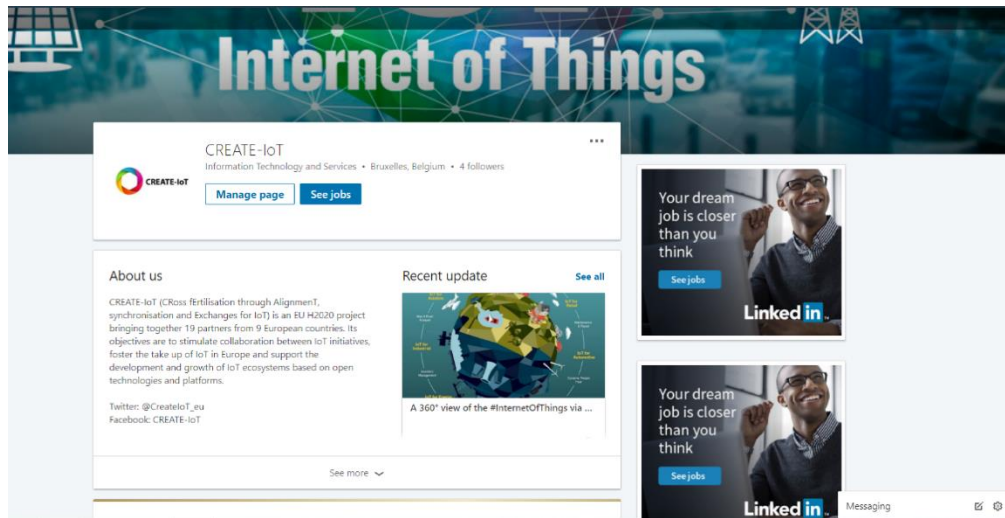 Internet of Things
CREATE-IoT
CREATE-IoT
Information Technology and Services • Bruxelles, Belgium • 4 followers
Manage page
See jobs
About us
CREATE-IoT (CRoss fErtilisation through AlignmenT,
synchronisation and Exchanges for IoT) is an EU H2020 project
bringing together 19 partners from 9 European countries. Its
objectives are to stimulate collaboration between IoT initiatives,
foster the take up of IoT in Europe and support the
development and growth of IoT ecosystems based on open
technologies and platforms.
Twitter: @CreateIoT_eu
Facebook: CREATE-IoT
Recent update
See all
A 360° view of the #InternetOfThings via ...
See more
Your dream
job is closer
than you
think
See jobs
Linked in
Your dream
job is closer
than you
think
See jobs
Linked in
Messaging